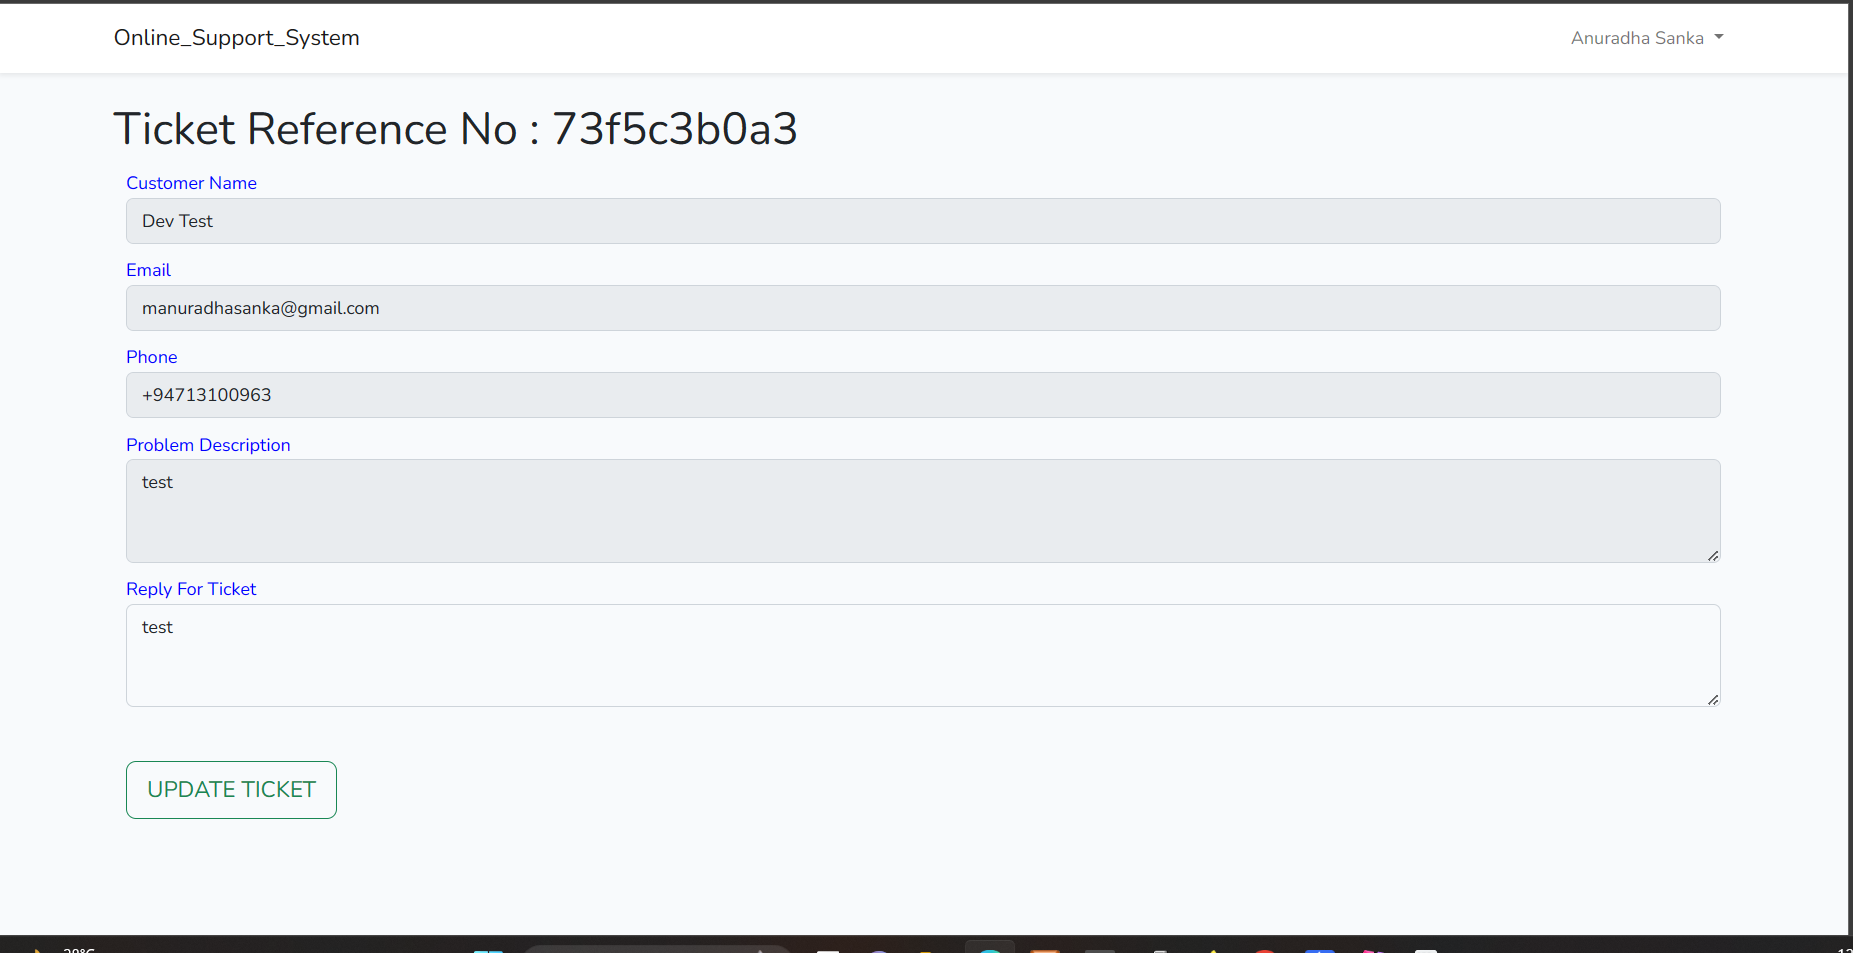 Online_Support_System
Anuradha Sanka
Ticket Reference No : 73f5c3b0a3
Customer Name
Dev Test
Email
manuradhasanka@gmail.com
Phone
+94713100963
Problem Description
test
Reply For Ticket
test
UPDATE TICKET